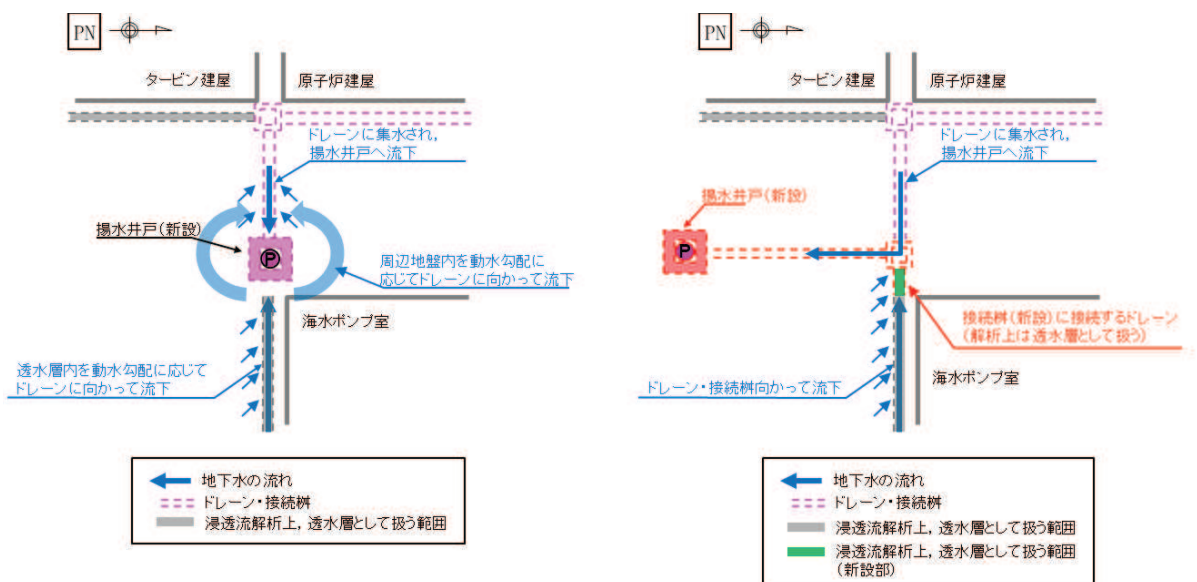 PN
タービン建屋
原子炉建屋
ドレーンに集水され,
揚水井戸へ流下
揚水井戸(新設)
P
周辺地盤内を動水勾配に
応じてドレーンに向かって流下
海水ポンプ室
透水層内を動水勾配に応じて
ドレーンに向かって流下
地下水の流れ
ドレーン・接続桝
浸透流解析上,透水層として扱う範囲
PN
タービン建屋
原子炉建屋
ドレーンに集水され,
揚水井戸へ流下
揚水井戸(新設)
P
接続桝(新設)に接続するドレーン
(解析上は透水層として扱う)
海水ポンプ室
ドレーン・接続桝向かって流下
地下水の流れ
ドレーン・接続桝
浸透流解析上,透水層として扱う範囲
浸透流解析上,透水層として扱う範囲
(新設部)